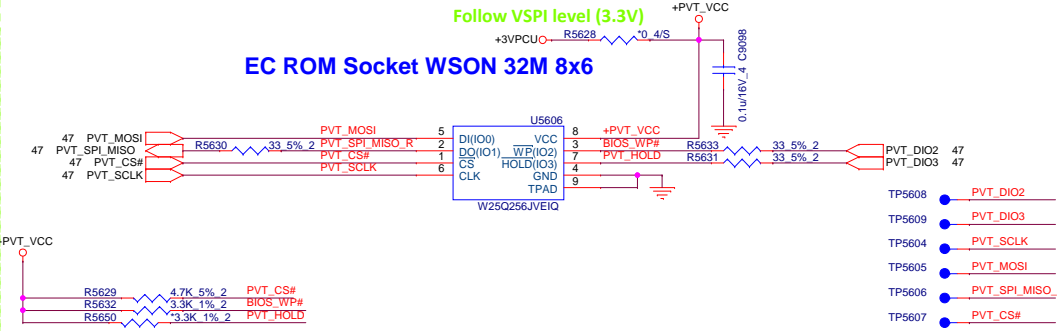 Follow VSPI level (3.3V)
+PVT_VCC
+3VPCU
R5628
*0_4/S
0.1u/16V_4 C9098
EC ROM Socket WSON 32M 8x6
U5606
47 PVT_MOSI
PVT_MOSI
5
DI(IO0)
VCC
8
+PVT_VCC
47 PVT_SPI_MISO
R5630
33_5%_2
PVT_SPI_MISO_R
2
DO(IO1)
WP(IO2)
3
BIOS_WP#
R5633
33_5%_2
PVT_DIO2 47
47 PVT_CS#
PVT_CS#
1
CS
HOLD(IO3)
7
PVT_HOLD
R5631
33_5%_2
PVT_DIO3 47
47 PVT_SCLK
PVT_SCLK
6
CLK
GND
4
TPAD
9
W25Q256JVEIQ
TP5608
PVT_DIO2
TP5609
PVT_DIO3
TP5604
PVT_SCLK
TP5605
PVT_MOSI
TP5606
PVT_SPI_MISO_
TP5607
PVT_CS#
PVT_VCC
R5629
4.7K_5%_2
PVT_CS#
R5632
3.3K_1%_2
BIOS_WP#
R5650
*3.3K_1%_2
PVT_HOLD